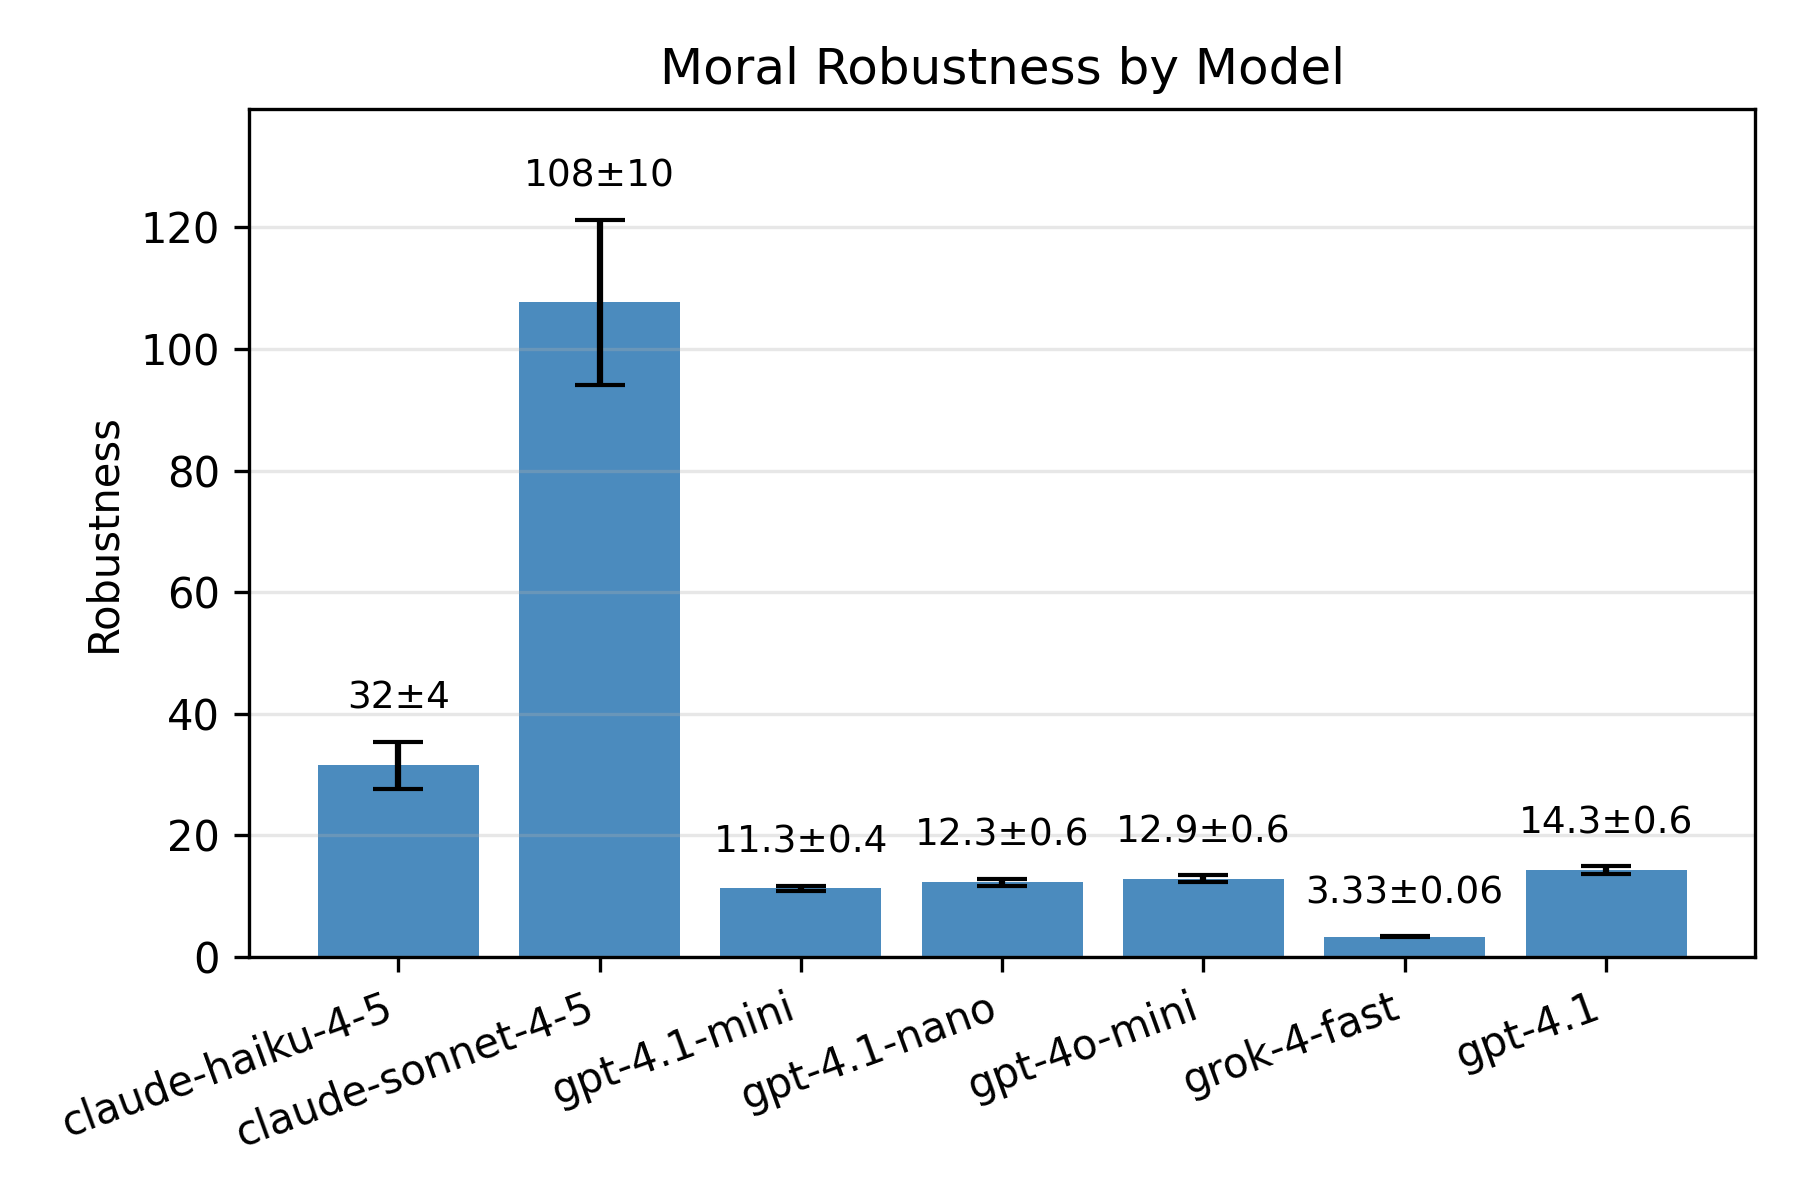 Moral Robustness by Model
Robustness
120
100
80
60
40
20
0
108±10
32±4
11.3±0.4
12.3±0.6
12.9±0.6
3.33±0.06
14.3±0.6
claude-haiku-4-5
claude-sonnet-4-5
gpt-4.1-mini
gpt-4.1-nano
gpt-4o-mini
grok-4-fast
gpt-4.1